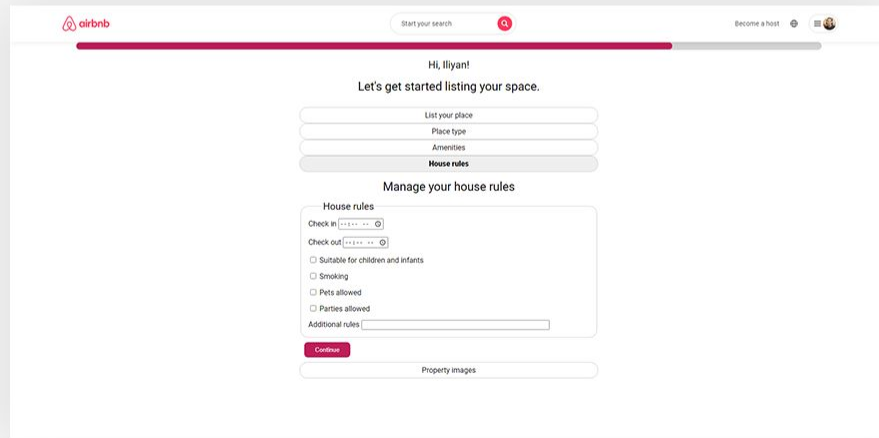 airbnb
Start your search
Become a host
Hi, Iliyan!
Let's get started listing your space.
List your place
Place type
Amenities
House rules
Manage your house rules
House rules
Check in --:-- --
Check out --:-- --
Suitable for children and infants
Smoking
Pets allowed
Parties allowed
Additional rules
Continue
Property images